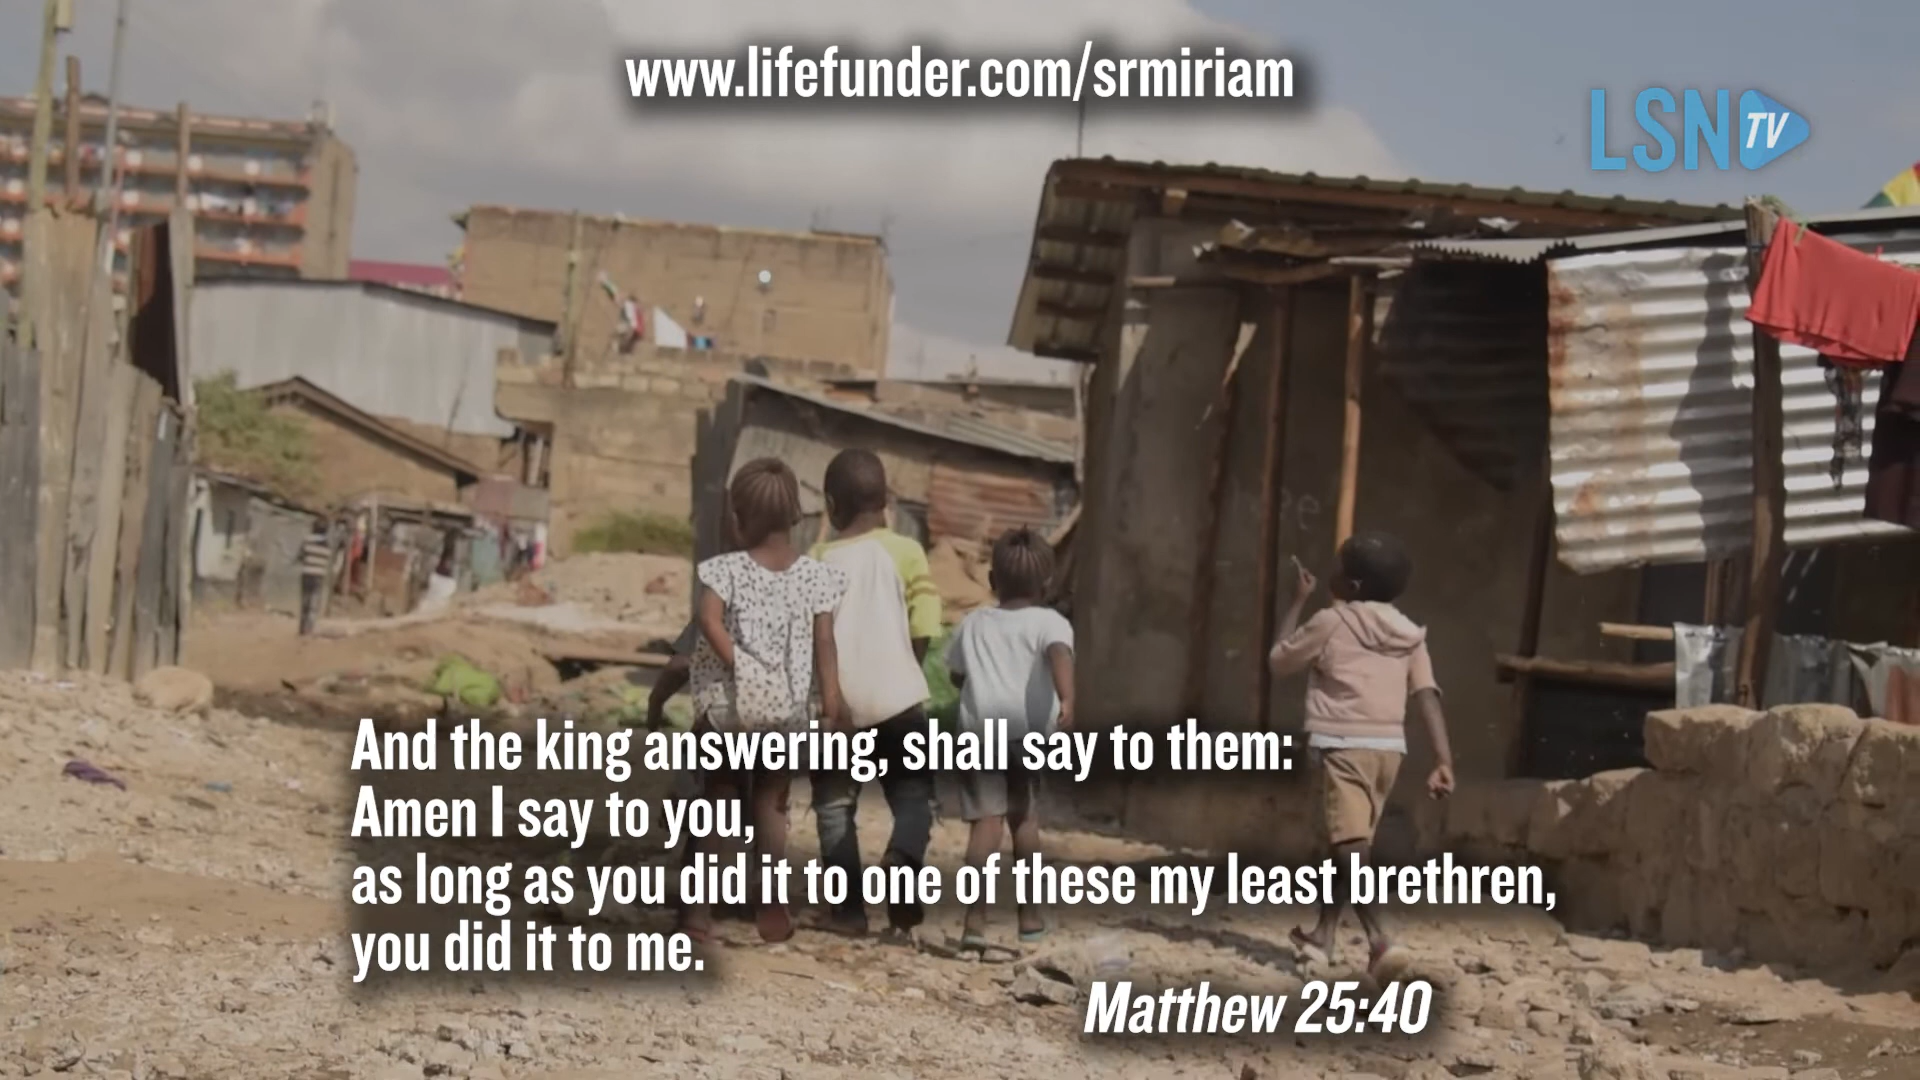 www.lifefunder.com/srmiriam
LSN TV
And the king answering, shall say to them:
Amen I say to you,
as long as you did it to one of these my least brethren,
you did it to me.
Matthew 25:40